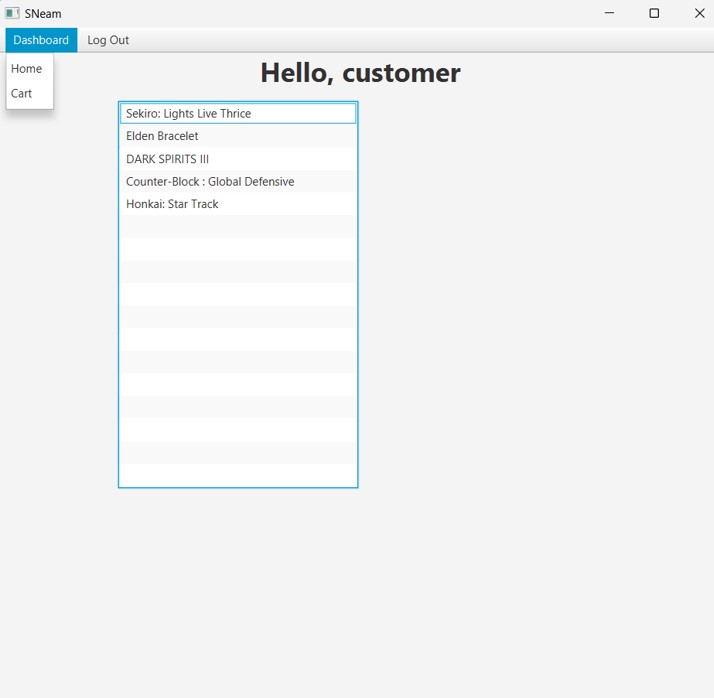 SNeam
Dashboard Log Out
Home
Cart
Hello, customer
Sekiro: Lights Live Thrice
Elden Bracelet
DARK SPIRITS III
Counter-Block : Global Defensive
Honkai: Star Track